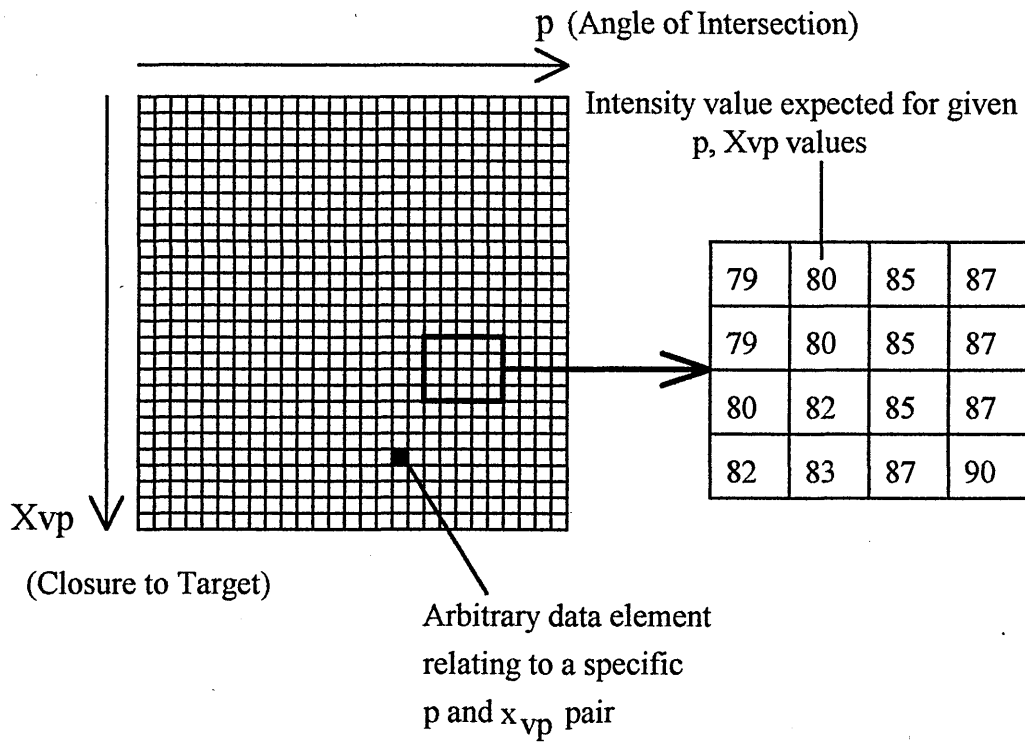 p (Angle of Intersection)
Intensity value expected for given
p, Xvp values
79 80 85 87
79 80 85 87
80 82 85 87
82 83 87 90
Xvp
(Closure to Target)
Arbitrary data element
relating to a specific
p and xvp pair